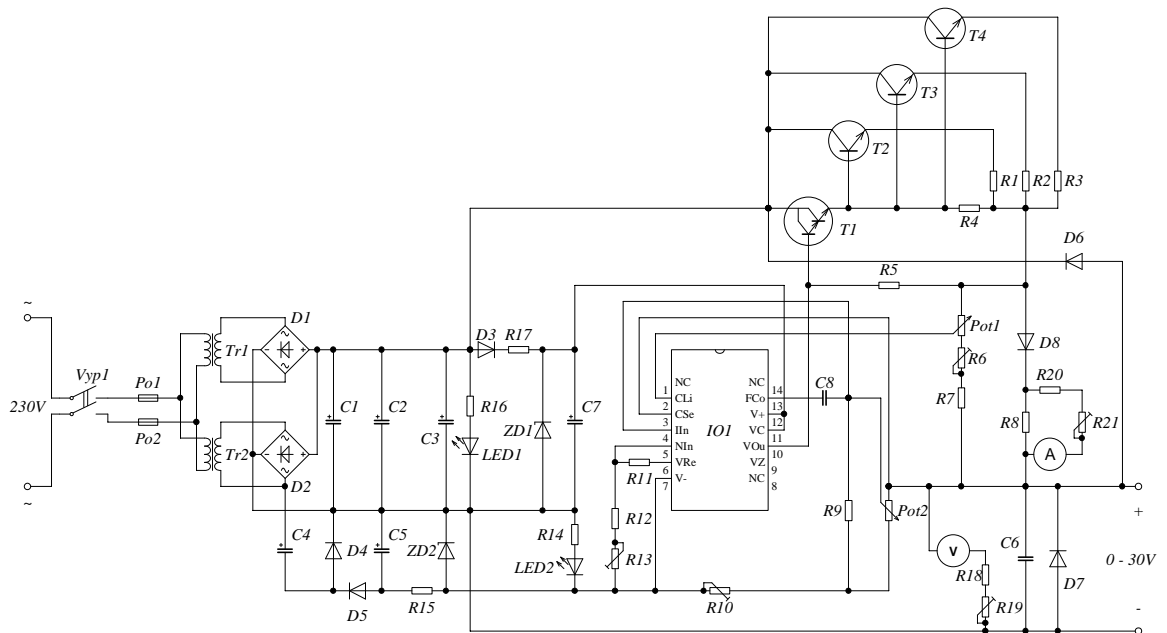 T4
T3
T2
R1 R2 R3
T1
R4
D6
R5
~
D1
D3 R17
Pot1
Tr1
R6
D8
Vyp1
Po1
230V
Po2
R20
C1
C2
C3
R16
LED1
ZD1
C7
NC
CLi
CSe
IIn
NIn
VRe
V-
1
2
3
4
5
6
7
IO1
NC
FCo
V+
VC
VOu
VZ
NC
14
13
12
11
10
9
8
C8
R7
R8
R21
A
Tr2
D2
R11
R9
Pot2
+
~
C4
D4
C5
ZD2
R14
R12
R13
LED2
V
R18
C6
D7
0 - 30V
D5
R15
R10
R19
-
~
~
~
~
- +
- +
+
+
+
+
+
+